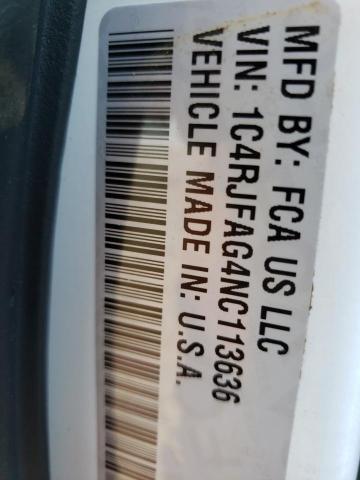 MFD BY: FCA US LLC
VIN: 1C4RJFAG4NC113636
VEHICLE MADE IN: U.S.A.